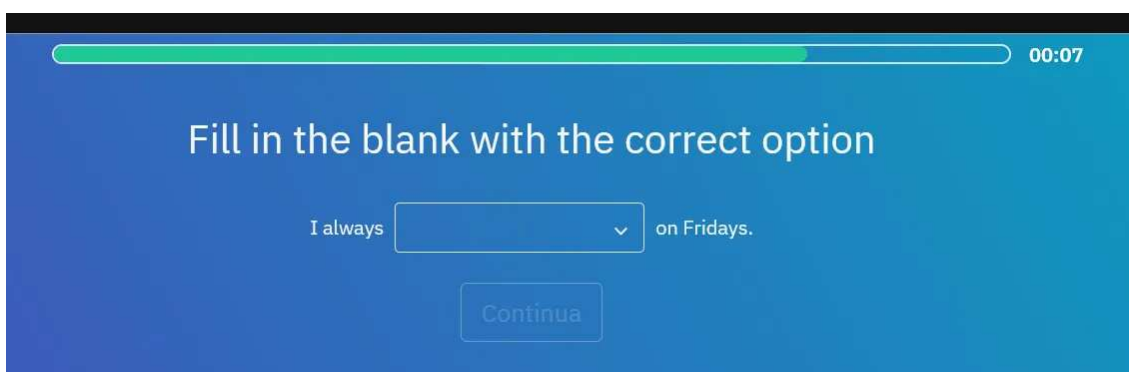 00:07
Fill in the blank with the correct option
I always on Fridays.
Continua